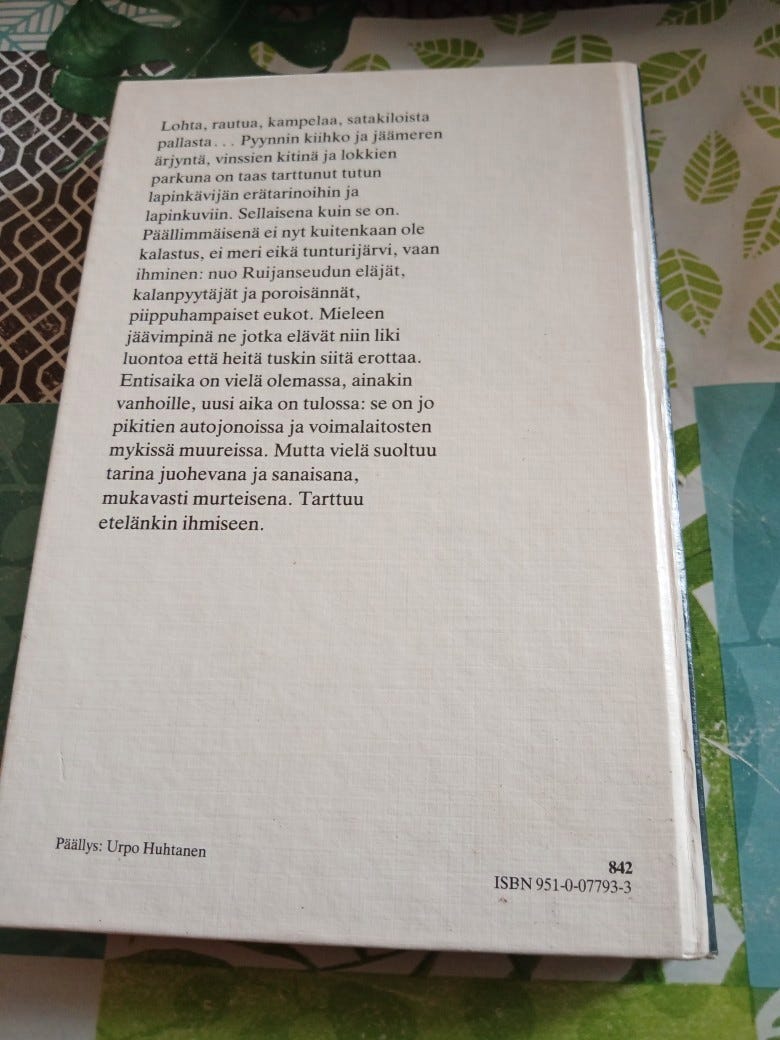 Lohta, rautua, kampelaa, satakiloista
pallasta... Pyynnin kiihko ja jäämeren
ärjyntä, vinssien kitinä ja lokkien
parkuna on taas tarttunut tutun
lapinkävijän erätarinoihin ja
lapinkuviin. Sellaisena kuin se on.
Päällimmäisenä ei nyt kuitenkaan ole
kalastus, ei meri eikä tunturijärvi, vaan
ihminen: nuo Ruijanseudun eläjät,
kalanpyytäjät ja poroisännät,
piippuhampaiset eukot. Mieleen
jäävimpinä ne jotka elävät niin liki
luontoa että heitä tuskin siitä erottaa.
Entisaika on vielä olemassa, ainakin
vanhoille, uusi aika on tulossa: se on jo
pikitien autojonoissa ja voimalaitosten
mykissä muureissa. Mutta vielä suoltuu
tarina juohevana ja sanaisana,
mukavasti murteisena. Tarttuu
etelänkin ihmiseen.
Päällys: Urpo Huhtanen
842
ISBN 951-0-07793-3